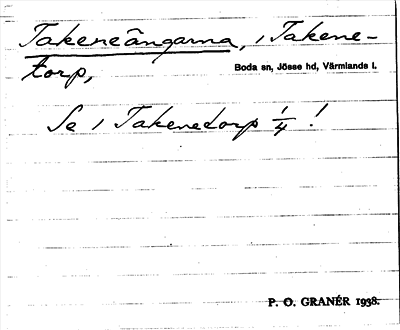 Takeneängarna, i Takene-
torp, Boda sn, Jösse hd, Värmlands l.
Se i Takenetorp 1/4 !
P. O. GRANÉR 1938.